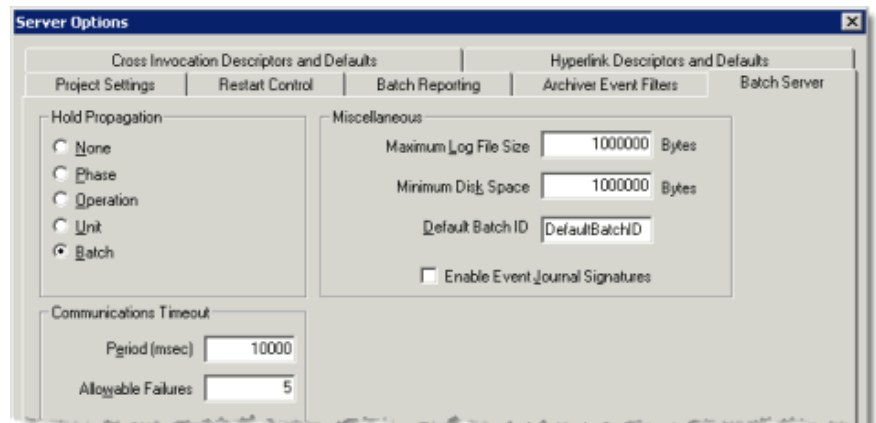 Server Options
Cross Invocation Descriptors and Defaults
Hyperlink Descriptors and Defaults
Project Settings
Restart Control
Batch Reporting
Archiver Event Filters
Batch Server
Hold Propagation
None
Phase
Operation
Unit
Batch
Miscellaneous
Maximum Log File Size 1000000 Bytes
Minimum Disk Space 1000000 Bytes
Default Batch ID DefaultBatchID
Enable Event Journal Signatures
Communications Timeout
Period (msec) 10000
Allowable Failures 5